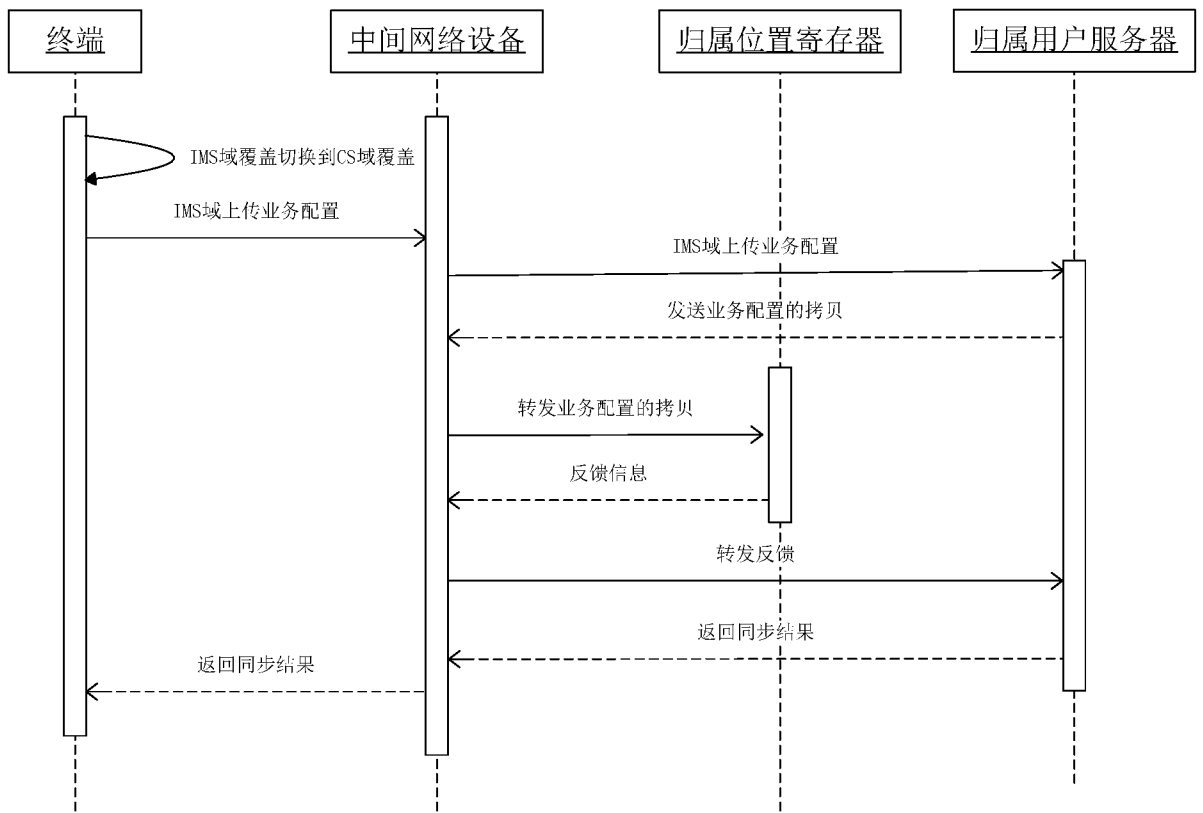 终端
中间网络设备
归属位置寄存器
归属用户服务器
IMS域覆盖切换到CS域覆盖
IMS域上传业务配置
IMS域上传业务配置
发送业务配置的拷贝
转发业务配置的拷贝
反馈信息
转发反馈
返回同步结果
返回同步结果